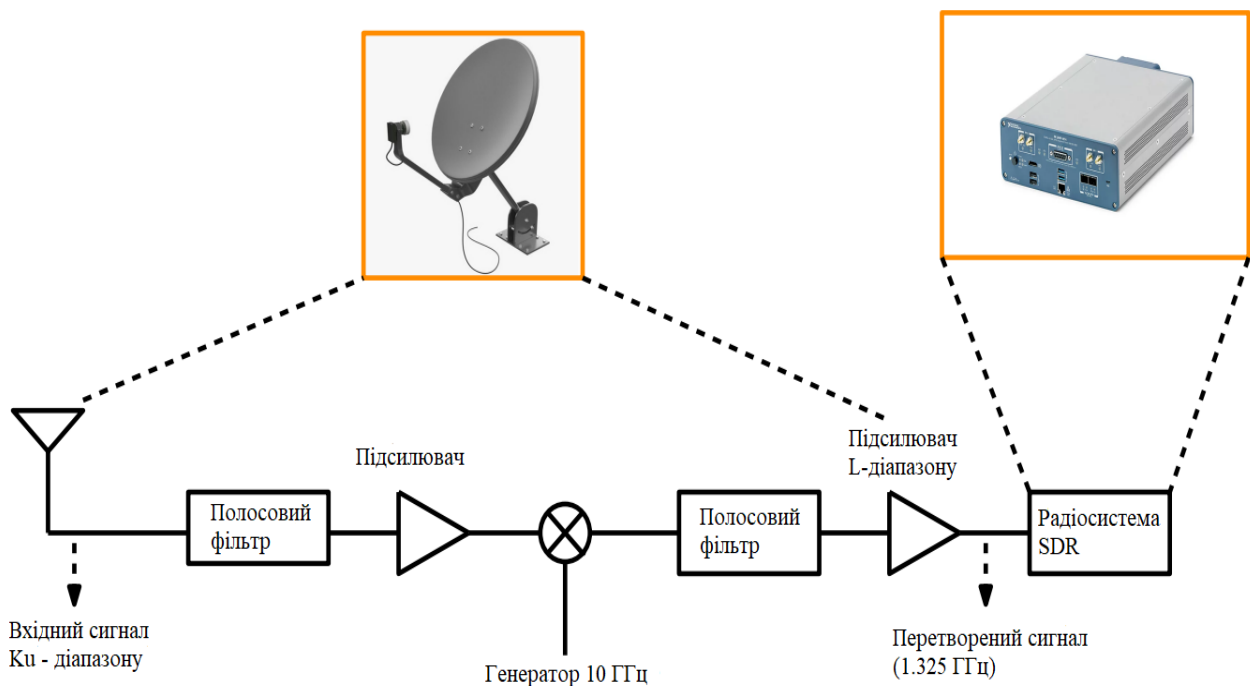 Підсилювач
Підсилювач
L-діапазону
Полосовий
фільтр
Полосовий
фільтр
Радіосистема
SDR
Вхідний сигнал
Ku - діапазону
Генератор 10 ГГц
Перетворений сигнал
(1.325 ГГц)